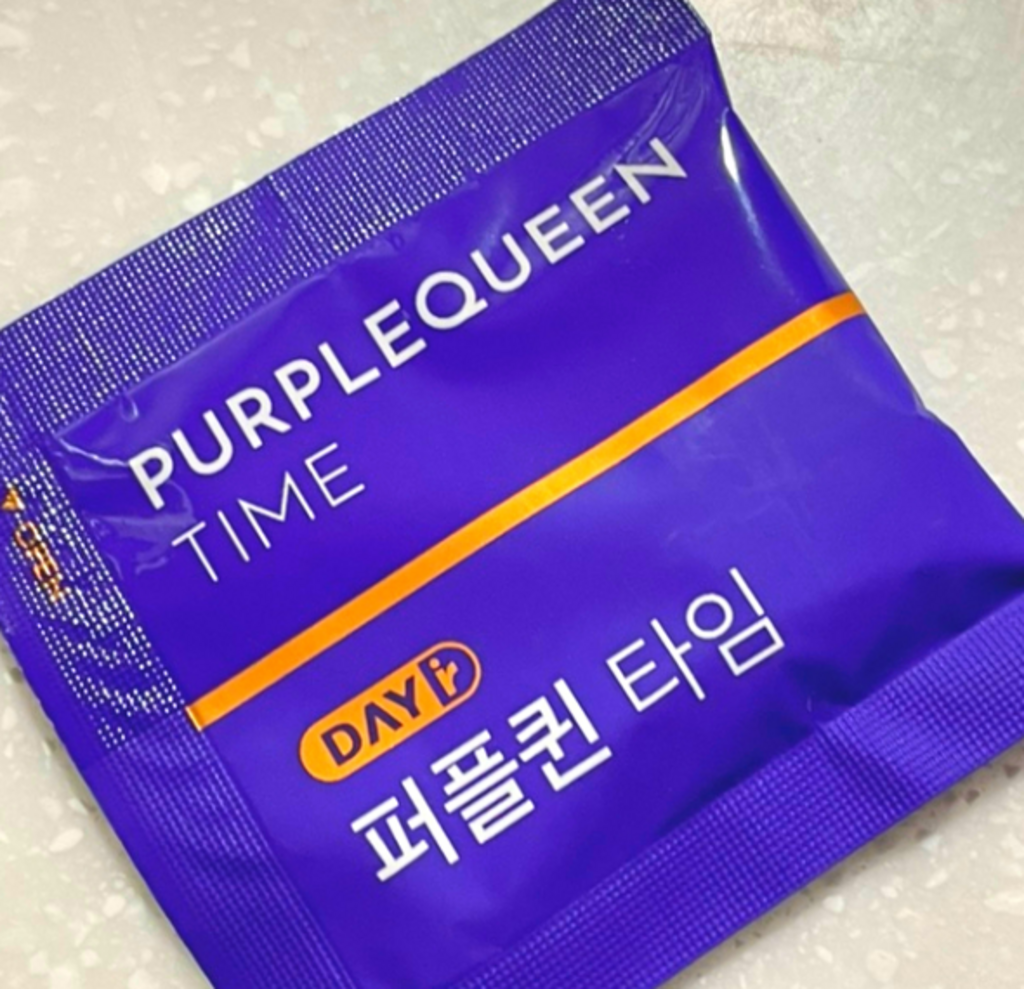 PURPLEQUEEN
TIME
OPEN
DAY
퍼플퀸 타임